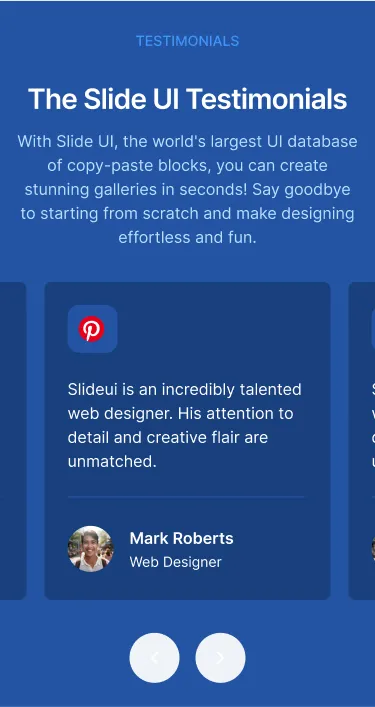 TESTIMONIALS
The Slide UI Testimonials
With Slide UI, the world's largest UI database
of copy-paste blocks, you can create
stunning galleries in seconds! Say goodbye
to starting from scratch and make designing
effortless and fun.
Slideui is an incredibly talented
web designer. His attention to
detail and creative flair are
unmatched.
Mark Roberts
Web Designer